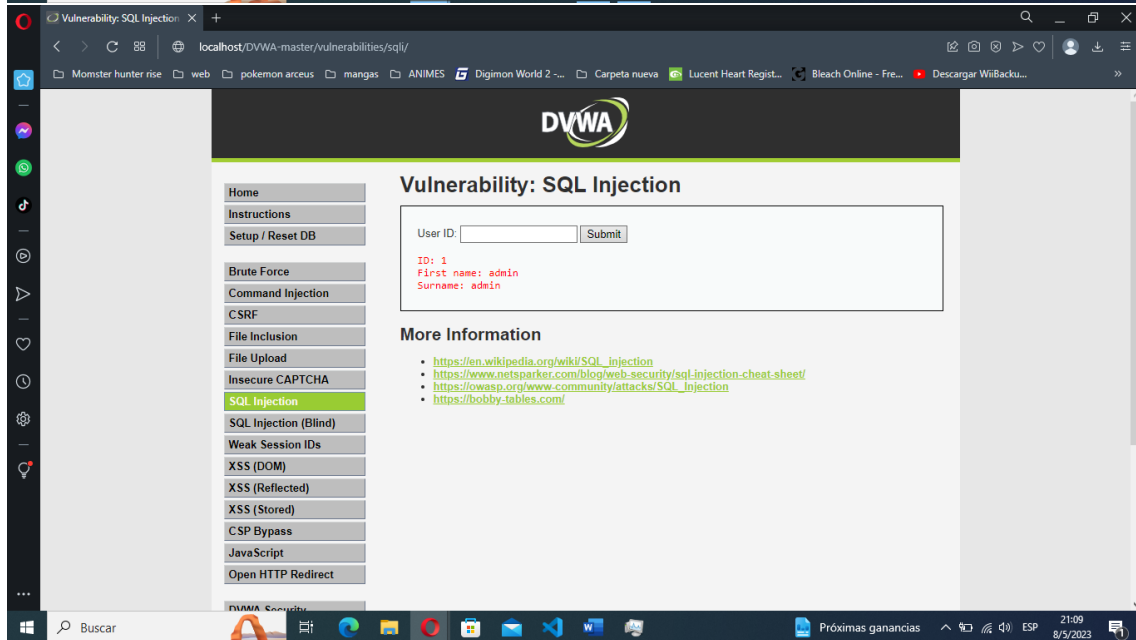 Vulnerability: SQL Injection
localhost/DVWA-master/vulnerabilities/sqli/
Momster hunter rise web pokemon arceus mangas ANIMES Digimon World 2 -... Carpeta nueva Lucent Heart Regist... Bleach Online - Fre... Descargar WiiBacku...
DVWA
Home
Instructions
Setup / Reset DB
Brute Force
Command Injection
CSRF
File Inclusion
File Upload
Insecure CAPTCHA
SQL Injection
SQL Injection (Blind)
Weak Session IDs
XSS (DOM)
XSS (Reflected)
XSS (Stored)
CSP Bypass
JavaScript
Open HTTP Redirect
DVWA Security
Vulnerability: SQL Injection
User ID: Submit
ID: 1
First name: admin
Surname: admin
More Information
https://en.wikipedia.org/wiki/SQL_injection
https://www.netsparker.com/blog/web-security/sql-injection-cheat-sheet/
https://owasp.org/www-community/attacks/SQL_Injection
https://bobby-tables.com/
Buscar
Próximas ganancias
ESP
21:09
8/5/2023
1